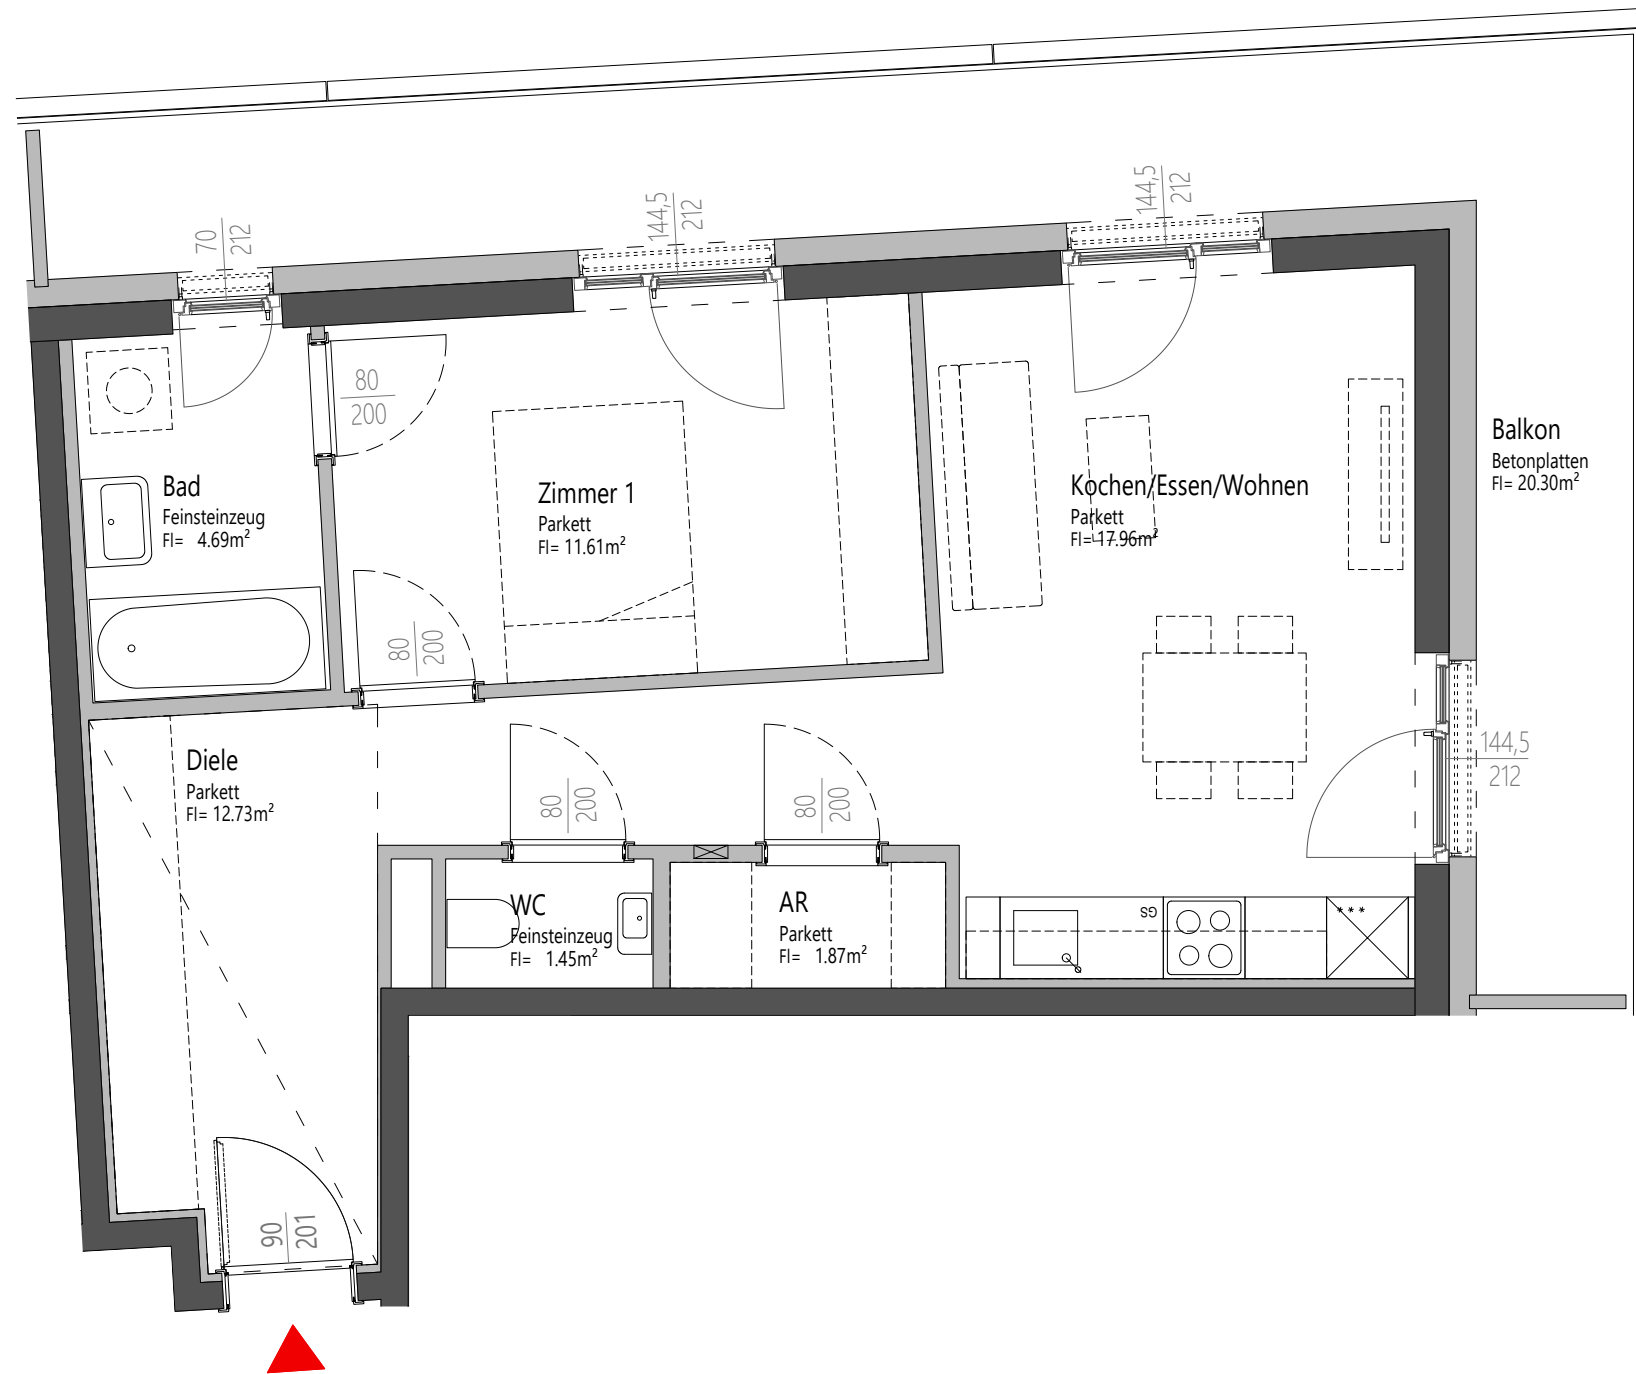 70
212
144,5
212
144,5
212
80
200
Bad
Feinsteinzeug
Fl= 4.69m²
Zimmer 1
Parkett
Fl= 11.61m²
Kochen/Essen/Wohnen
Parkett
Fl= 17.96m²
Balkon
Betonplatten
Fl= 20.30m²
80
200
Diele
Parkett
Fl= 12.73m²
80
200
80
200
144,5
212
WC
Feinsteinzeug
Fl= 1.45m²
AR
Parkett
Fl= 1.87m²
GS
***
90
201